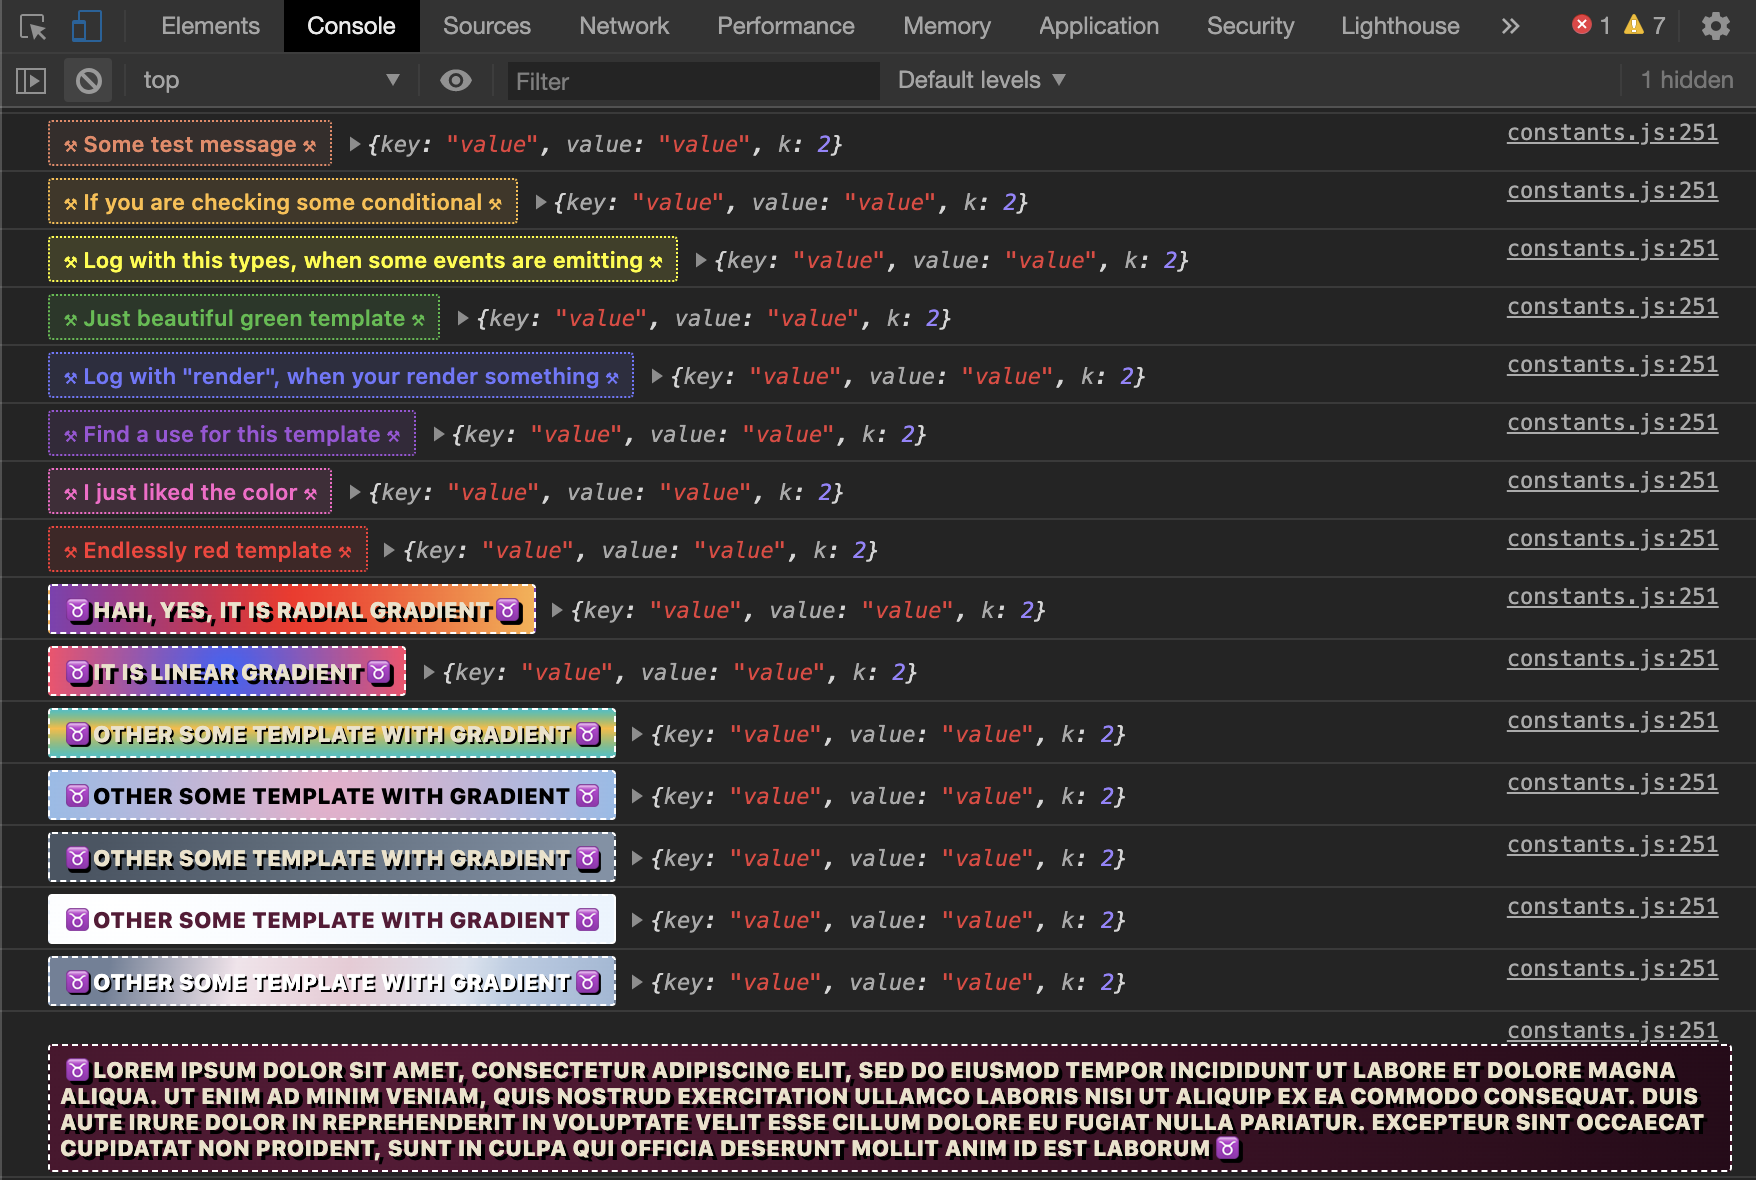 Elements Console Sources Network Performance Memory Application Security Lighthouse » 1 7
top ▼ Filter Default levels ▼ 1 hidden
⚒ Some test message ⚒ ▶{key: "value", value: "value", k: 2} constants.js:251
⚒ If you are checking some conditional ⚒ ▶{key: "value", value: "value", k: 2} constants.js:251
⚒ Log with this types, when some events are emitting ⚒ ▶{key: "value", value: "value", k: 2} constants.js:251
⚒ Just beautiful green template ⚒ ▶{key: "value", value: "value", k: 2} constants.js:251
⚒ Log with "render", when your render something ⚒ ▶{key: "value", value: "value", k: 2} constants.js:251
⚒ Find a use for this template ⚒ ▶{key: "value", value: "value", k: 2} constants.js:251
⚒ I just liked the color ⚒ ▶{key: "value", value: "value", k: 2} constants.js:251
⚒ Endlessly red template ⚒ ▶{key: "value", value: "value", k: 2} constants.js:251
♉HAH, YES, IT IS RADIAL GRADIENT♉ ▶{key: "value", value: "value", k: 2} constants.js:251
♉IT IS LINEAR GRADIENT♉ ▶{key: "value", value: "value", k: 2} constants.js:251
♉OTHER SOME TEMPLATE WITH GRADIENT♉ ▶{key: "value", value: "value", k: 2} constants.js:251
♉OTHER SOME TEMPLATE WITH GRADIENT♉ ▶{key: "value", value: "value", k: 2} constants.js:251
♉OTHER SOME TEMPLATE WITH GRADIENT♉ ▶{key: "value", value: "value", k: 2} constants.js:251
♉OTHER SOME TEMPLATE WITH GRADIENT♉ ▶{key: "value", value: "value", k: 2} constants.js:251
♉OTHER SOME TEMPLATE WITH GRADIENT♉ ▶{key: "value", value: "value", k: 2} constants.js:251
constants.js:251
♉LOREM IPSUM DOLOR SIT AMET, CONSECTETUR ADIPISCING ELIT, SED DO EIUSMOD TEMPOR INCIDIDUNT UT LABORE ET DOLORE MAGNA
ALIQUA. UT ENIM AD MINIM VENIAM, QUIS NOSTRUD EXERCITATION ULLAMCO LABORIS NISI UT ALIQUIP EX EA COMMODO CONSEQUAT. DUIS
AUTE IRURE DOLOR IN REPREHENDERIT IN VOLUPTATE VELIT ESSE CILLUM DOLORE EU FUGIAT NULLA PARIATUR. EXCEPTEUR SINT OCCAECAT
CUPIDATAT NON PROIDENT, SUNT IN CULPA QUI OFFICIA DESERUNT MOLLIT ANIM ID EST LABORUM♉